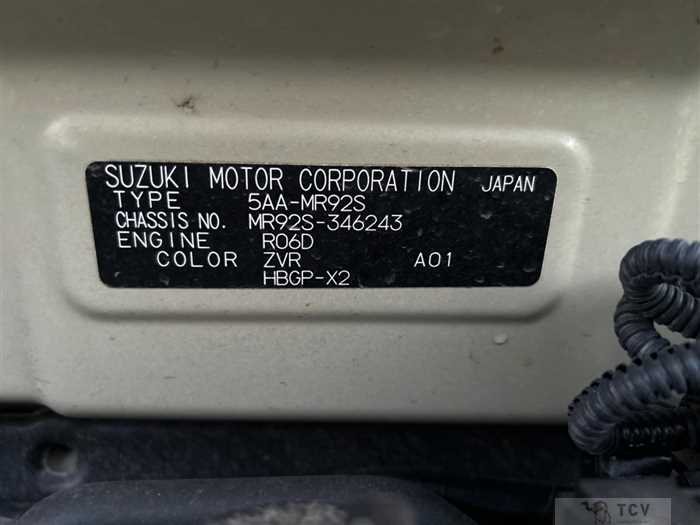 SUZUKI MOTOR CORPORATION JAPAN
TYPE 5AA-MR92S
CHASSIS NO. MR92S-346243
ENGINE R06D
COLOR ZVR A01
HBGP-X2
TCV